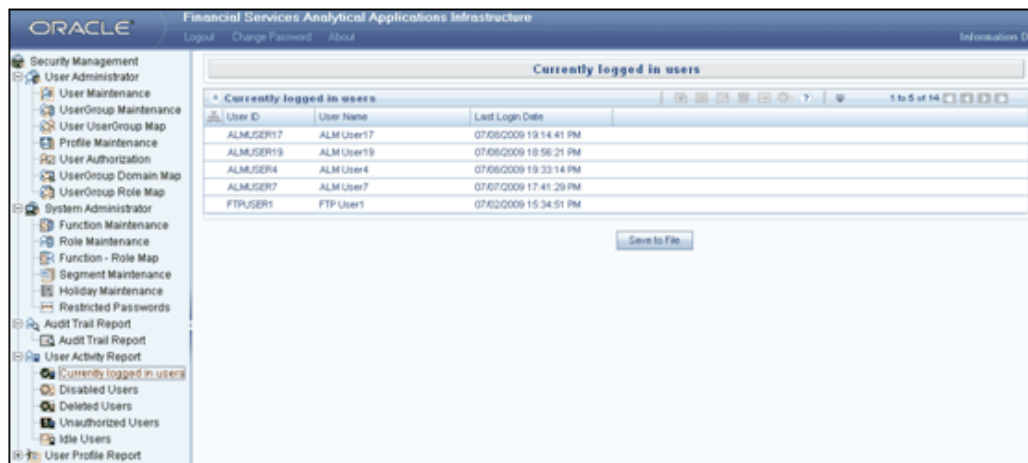 ORACLE
Financial Services Analytical Applications Infrastructure
Logout Change Password About
Information D
Security Management
User Administrator
User Maintenance
UserGroup Maintenance
User UserGroup Map
Profile Maintenance
User Authorization
UserGroup Domain Map
UserGroup Role Map
System Administrator
Function Maintenance
Role Maintenance
Function - Role Map
Segment Maintenance
Holiday Maintenance
Restricted Passwords
Audit Trail Report
Audit Trail Report
User Activity Report
Currently logged in users
Disabled Users
Deleted Users
Unauthorized Users
Idle Users
User Profile Report
Currently logged in users
Currently logged in users
1 to 5 of 14
User ID User Name Last Login Date
ALMUSER17 ALM User17 07/08/2009 19:14:41 PM
ALMUSER19 ALM User19 07/08/2009 18:56:21 PM
ALMUSER4 ALM User4 07/08/2009 19:33:14 PM
ALMUSER7 ALM User7 07/07/2009 17:41:29 PM
FTPUSER1 FTP User1 07/02/2009 15:34:51 PM
Save to File